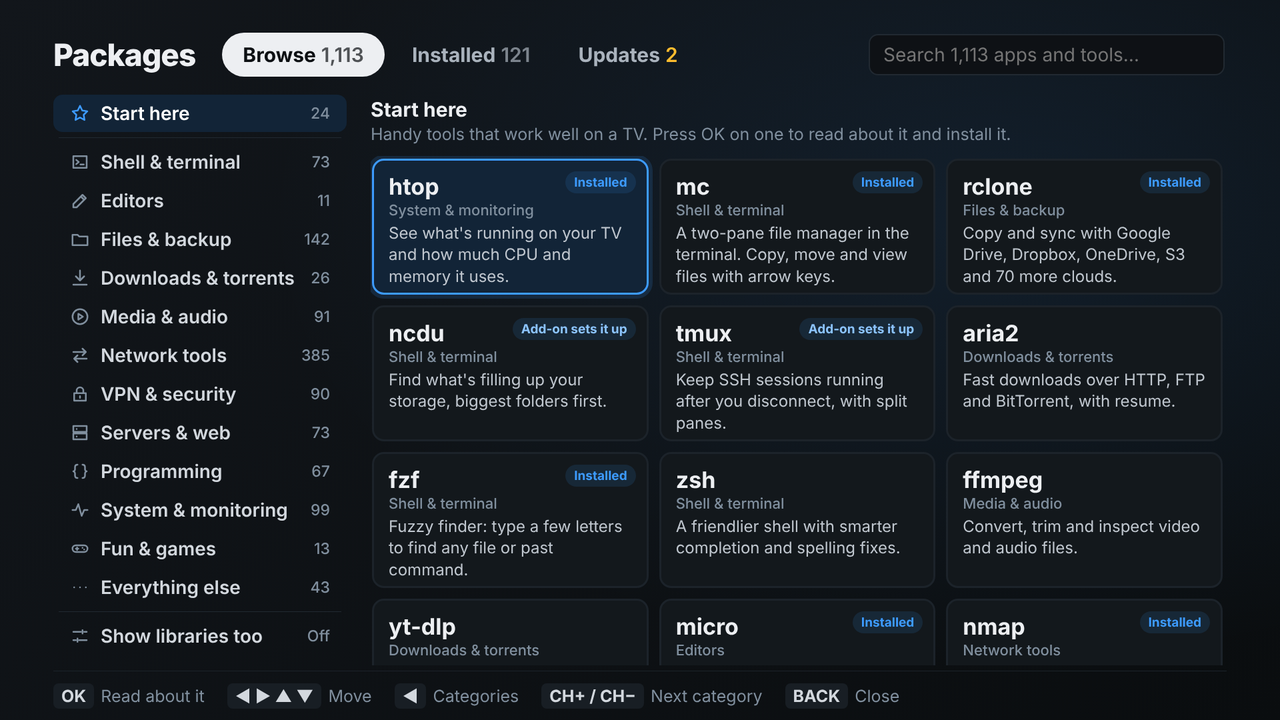 Packages
Browse 1,113
Installed 121
Updates 2
Search 1,113 apps and tools...
Start here 24
Shell & terminal 73
Editors 11
Files & backup 142
Downloads & torrents 26
Media & audio 91
Network tools 385
VPN & security 90
Servers & web 73
Programming 67
System & monitoring 99
Fun & games 13
Everything else 43
Show libraries too Off
Start here
Handy tools that work well on a TV. Press OK on one to read about it and install it.
htop Installed
System & monitoring
See what's running on your TV
and how much CPU and
memory it uses.
mc Installed
Shell & terminal
A two-pane file manager in the
terminal. Copy, move and view
files with arrow keys.
rclone Installed
Files & backup
Copy and sync with Google
Drive, Dropbox, OneDrive, S3
and 70 more clouds.
ncdu Add-on sets it up
Shell & terminal
Find what's filling up your
storage, biggest folders first.
tmux Add-on sets it up
Shell & terminal
Keep SSH sessions running
after you disconnect, with split
panes.
aria2
Downloads & torrents
Fast downloads over HTTP, FTP
and BitTorrent, with resume.
fzf Installed
Shell & terminal
Fuzzy finder: type a few letters
to find any file or past
command.
zsh
Shell & terminal
A friendlier shell with smarter
completion and spelling fixes.
ffmpeg
Media & audio
Convert, trim and inspect video
and audio files.
yt-dlp
Downloads & torrents
micro Installed
Editors
nmap Installed
Network tools
OK Read about it ◀ ▶ ▲ ▼ Move ◀ Categories CH+ / CH− Next category BACK Close